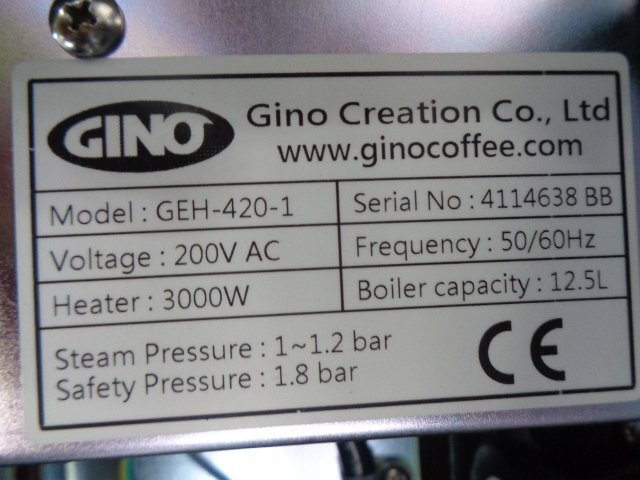 GINO
Gino Creation Co., Ltd
www.ginocoffee.com
Model : GEH-420-1
Serial No : 4114638 BB
Voltage : 200V AC
Frequency : 50/60Hz
Heater : 3000W
Boiler capacity : 12.5L
Steam Pressure : 1~1.2 bar
Safety Pressure : 1.8 bar
CE